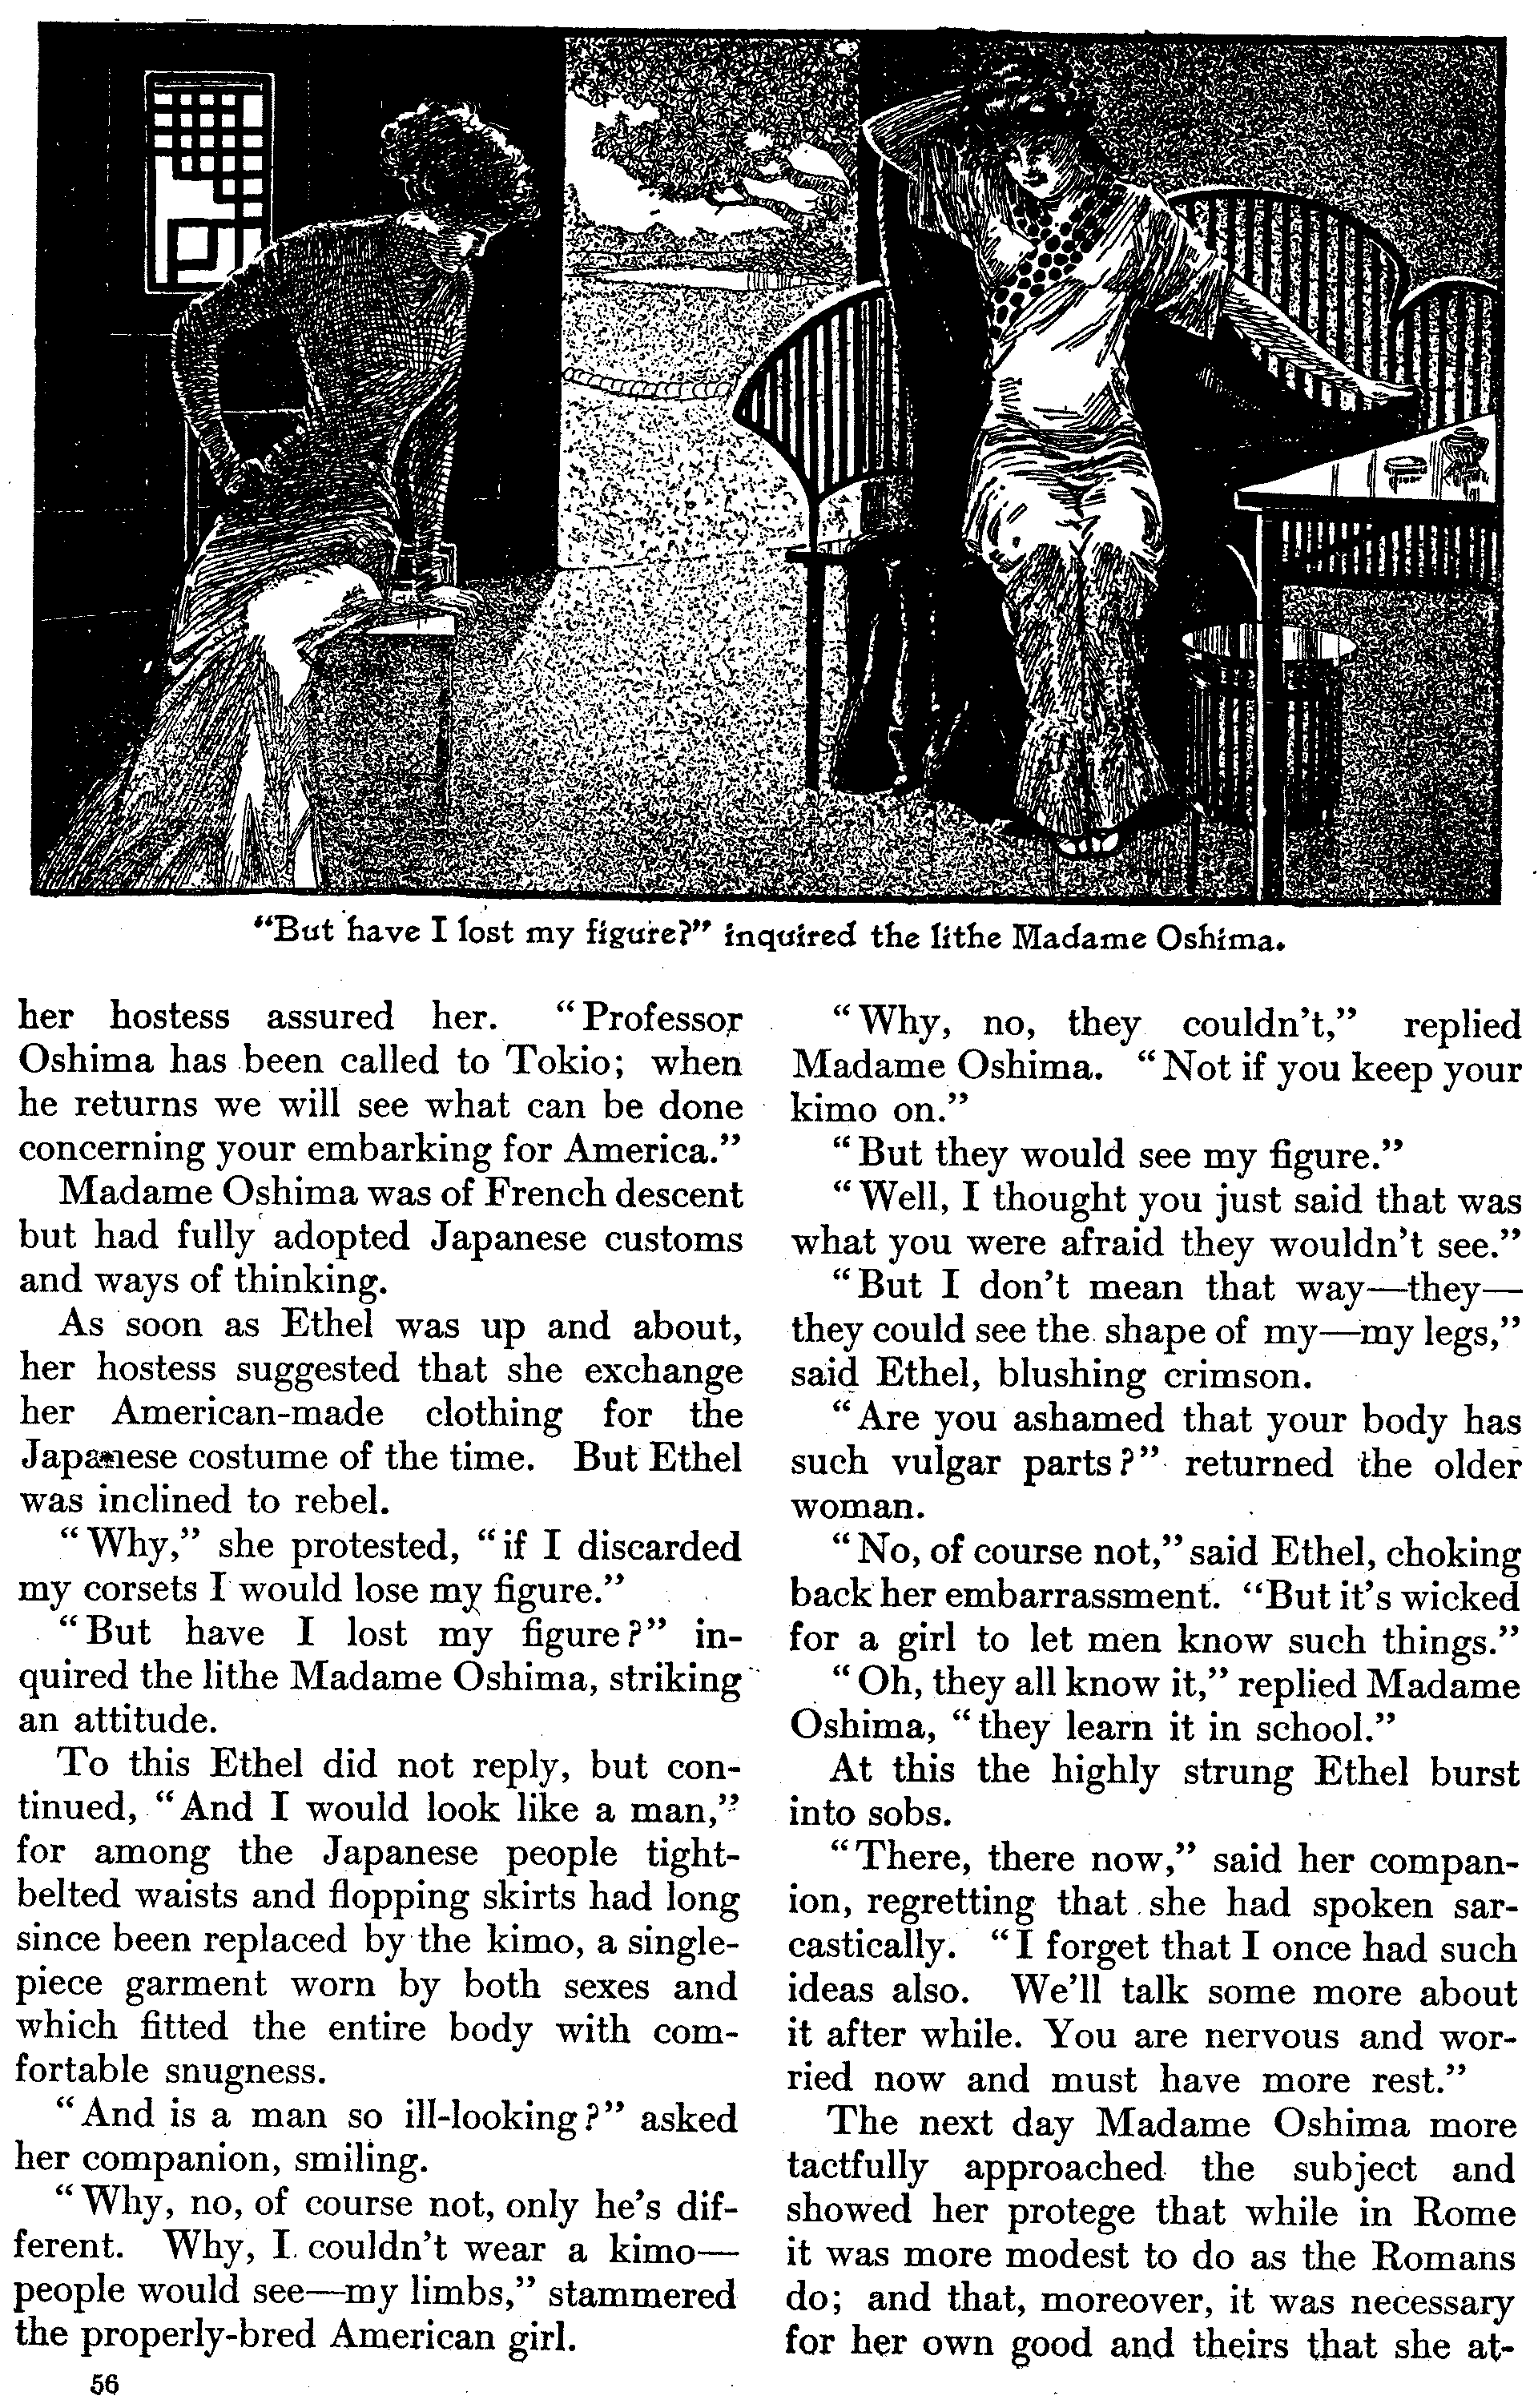 "But have I lost my figure?" inquired the lithe Madame Oshima.
her hostess assured her. "Professor
Oshima has been called to Tokio; when
he returns we will see what can be done
concerning your embarking for America."
Madame Oshima was of French descent
but had fully adopted Japanese customs
and ways of thinking.
As soon as Ethel was up and about,
her hostess suggested that she exchange
her American-made clothing for the
Japanese costume of the time. But Ethel
was inclined to rebel.
"Why," she protested, "if I discarded
my corsets I would lose my figure."
"But have I lost my figure?" in-
quired the lithe Madame Oshima, striking
an attitude.
To this Ethel did not reply, but con-
tinued, "And I would look like a man,"
for among the Japanese people tight-
belted waists and flopping skirts had long
since been replaced by the kimo, a single-
piece garment worn by both sexes and
which fitted the entire body with com-
fortable snugness.
"And is a man so ill-looking?" asked
her companion, smiling.
"Why, no, of course not, only he's dif-
ferent. Why, I couldn't wear a kimo—
people would see—my limbs," stammered
the properly-bred American girl.
"Why, no, they couldn't," replied
Madame Oshima. "Not if you keep your
kimo on."
"But they would see my figure."
"Well, I thought you just said that was
what you were afraid they wouldn't see."
"But I don't mean that way—they—
they could see the shape of my—my legs,"
said Ethel, blushing crimson.
"Are you ashamed that your body has
such vulgar parts?" returned the older
woman.
"No, of course not," said Ethel, choking
back her embarrassment. "But it's wicked
for a girl to let men know such things."
"Oh, they all know it," replied Madame
Oshima, "they learn it in school."
At this the highly strung Ethel burst
into sobs.
"There, there now," said her compan-
ion, regretting that she had spoken sar-
castically. "I forget that I once had such
ideas also. We'll talk some more about
it after while. You are nervous and wor-
ried now and must have more rest."
The next day Madame Oshima more
tactfully approached the subject and
showed her protege that while in Rome
it was more modest to do as the Romans
do; and that, moreover, it was necessary
for her own good and theirs that she at-
56